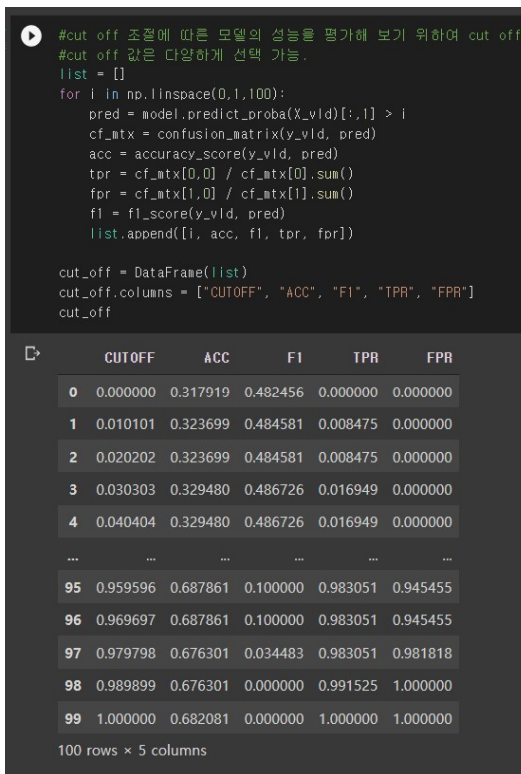 #cut off 조절에 따른 모델의 성능을 평가해 보기 위하여 cut off
#cut off 값은 다양하게 선택 가능.
list = []
for i in np.linspace(0,1,100):
    pred = model.predict_proba(X_vld)[:,1] > i
    cf_mtx = confusion_matrix(y_vld, pred)
    acc = accuracy_score(y_vld, pred)
    tpr = cf_mtx[0,0] / cf_mtx[0].sum()
    fpr = cf_mtx[1,0] / cf_mtx[1].sum()
    f1 = f1_score(y_vld, pred)
    list.append([i, acc, f1, tpr, fpr])
cut_off = DataFrame(list)
cut_off.columns = ["CUTOFF", "ACC", "F1", "TPR", "FPR"]
cut_off
CUTOFF ACC F1 TPR FPR
0 0.000000 0.317919 0.482456 0.000000 0.000000
1 0.010101 0.323699 0.484581 0.008475 0.000000
2 0.020202 0.323699 0.484581 0.008475 0.000000
3 0.030303 0.329480 0.486726 0.016949 0.000000
4 0.040404 0.329480 0.486726 0.016949 0.000000
... ... ... ... ... ...
95 0.959596 0.687861 0.100000 0.983051 0.945455
96 0.969697 0.687861 0.100000 0.983051 0.945455
97 0.979798 0.676301 0.034483 0.983051 0.981818
98 0.989899 0.676301 0.000000 0.991525 1.000000
99 1.000000 0.682081 0.000000 1.000000 1.000000
100 rows × 5 columns